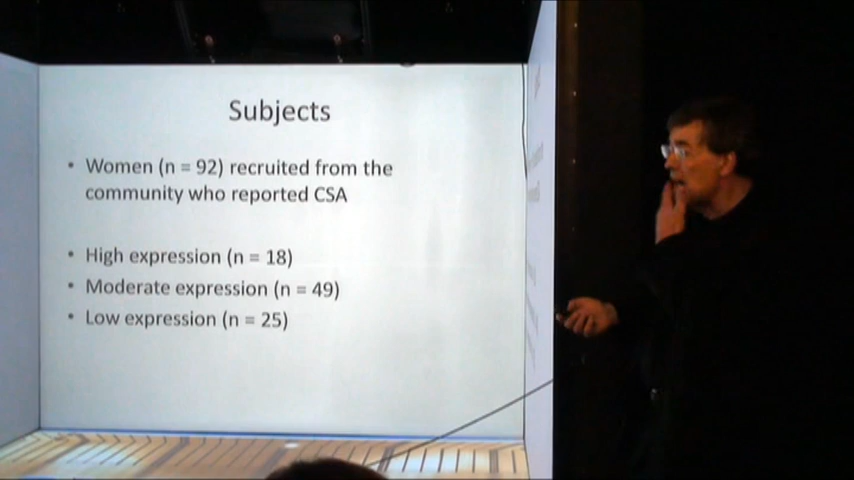 Subjects
• Women (n = 92) recruited from the
community who reported CSA
• High expression (n = 18)
• Moderate expression (n = 49)
• Low expression (n = 25)